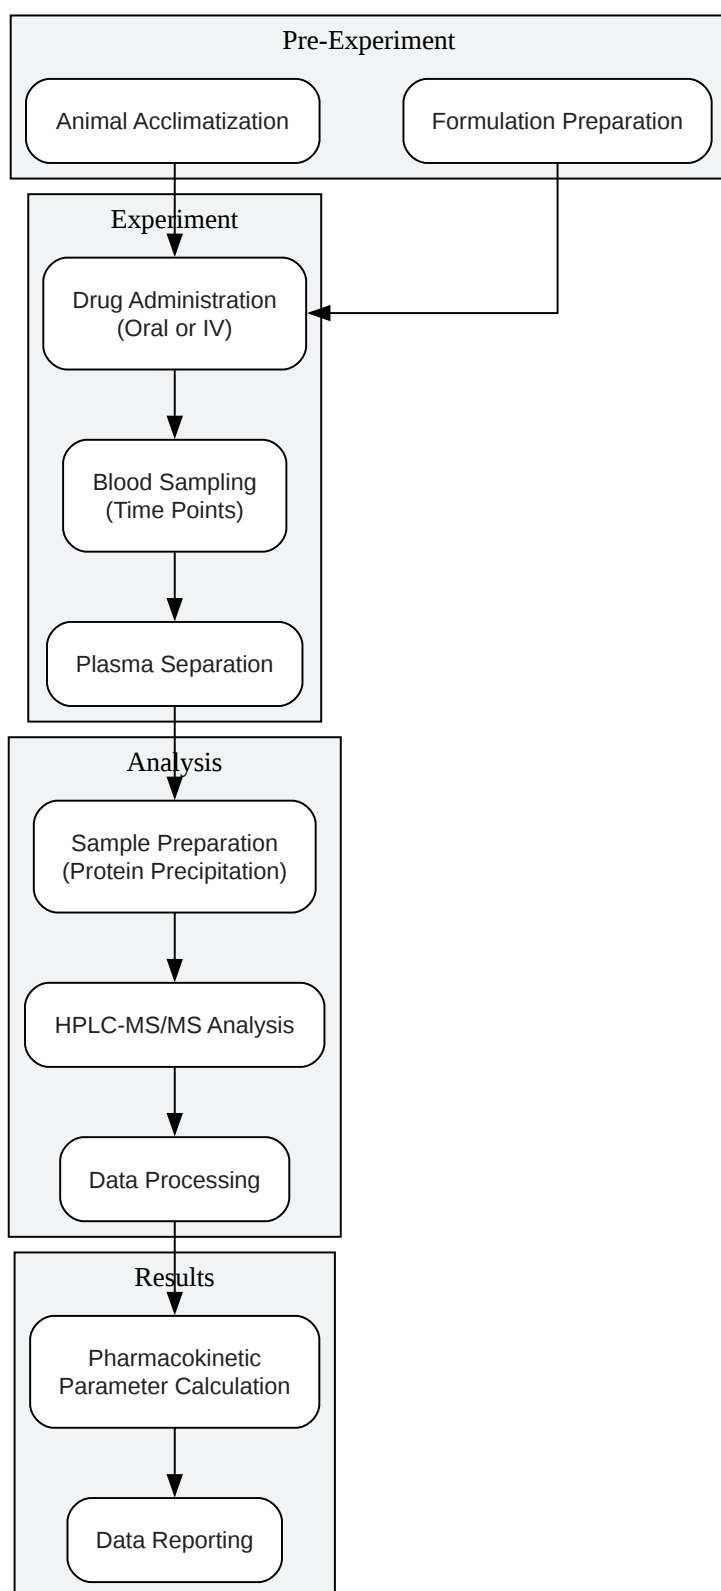 Pre-Experiment
Animal Acclimatization
Formulation Preparation
Experiment
Drug Administration
(Oral or IV)
Blood Sampling
(Time Points)
Plasma Separation
Analysis
Sample Preparation
(Protein Precipitation)
HPLC-MS/MS Analysis
Data Processing
Results
Pharmacokinetic
Parameter Calculation
Data Reporting